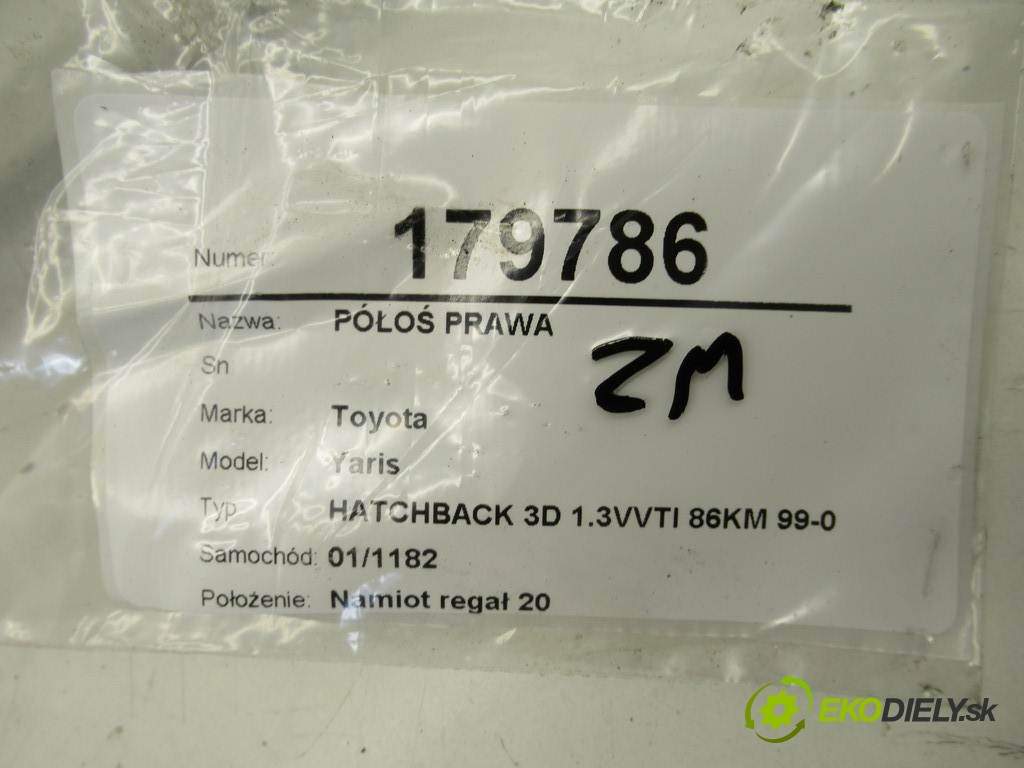 Numer: 179786
Nazwa: PÓŁOŚ PRAWA
ZM
Sn
Marka: Toyota
Model: Yaris
Typ HATCHBACK 3D 1.3VVTI 86KM 99-0
Samochód: 01/1182
Położenie: Namiot regał 20
EKODIELY.sk